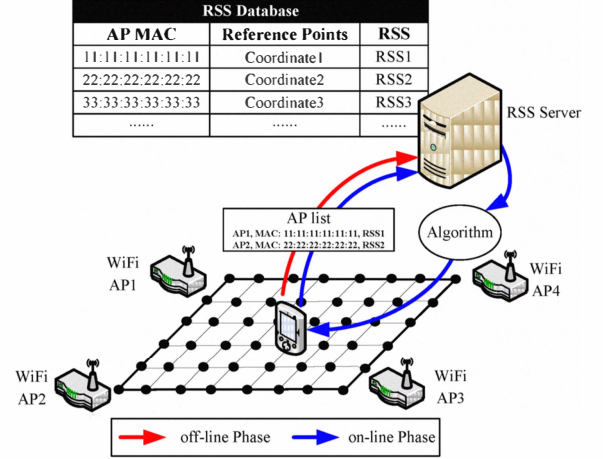 RSS Database
AP MAC Reference Points RSS
11:11:11:11:11:11 Coordinate1 RSS1
22:22:22:22:22:22 Coordinate2 RSS2
33:33:33:33:33:33 Coordinate3 RSS3
...... ...... ......
RSS Server
AP list
AP1, MAC: 11:11:11:11:11:11, RSS1
AP2, MAC: 22:22:22:22:22:22, RSS2
Algorithm
WiFi
AP1
WiFi
AP4
WiFi
AP2
WiFi
AP3
off-line Phase on-line Phase